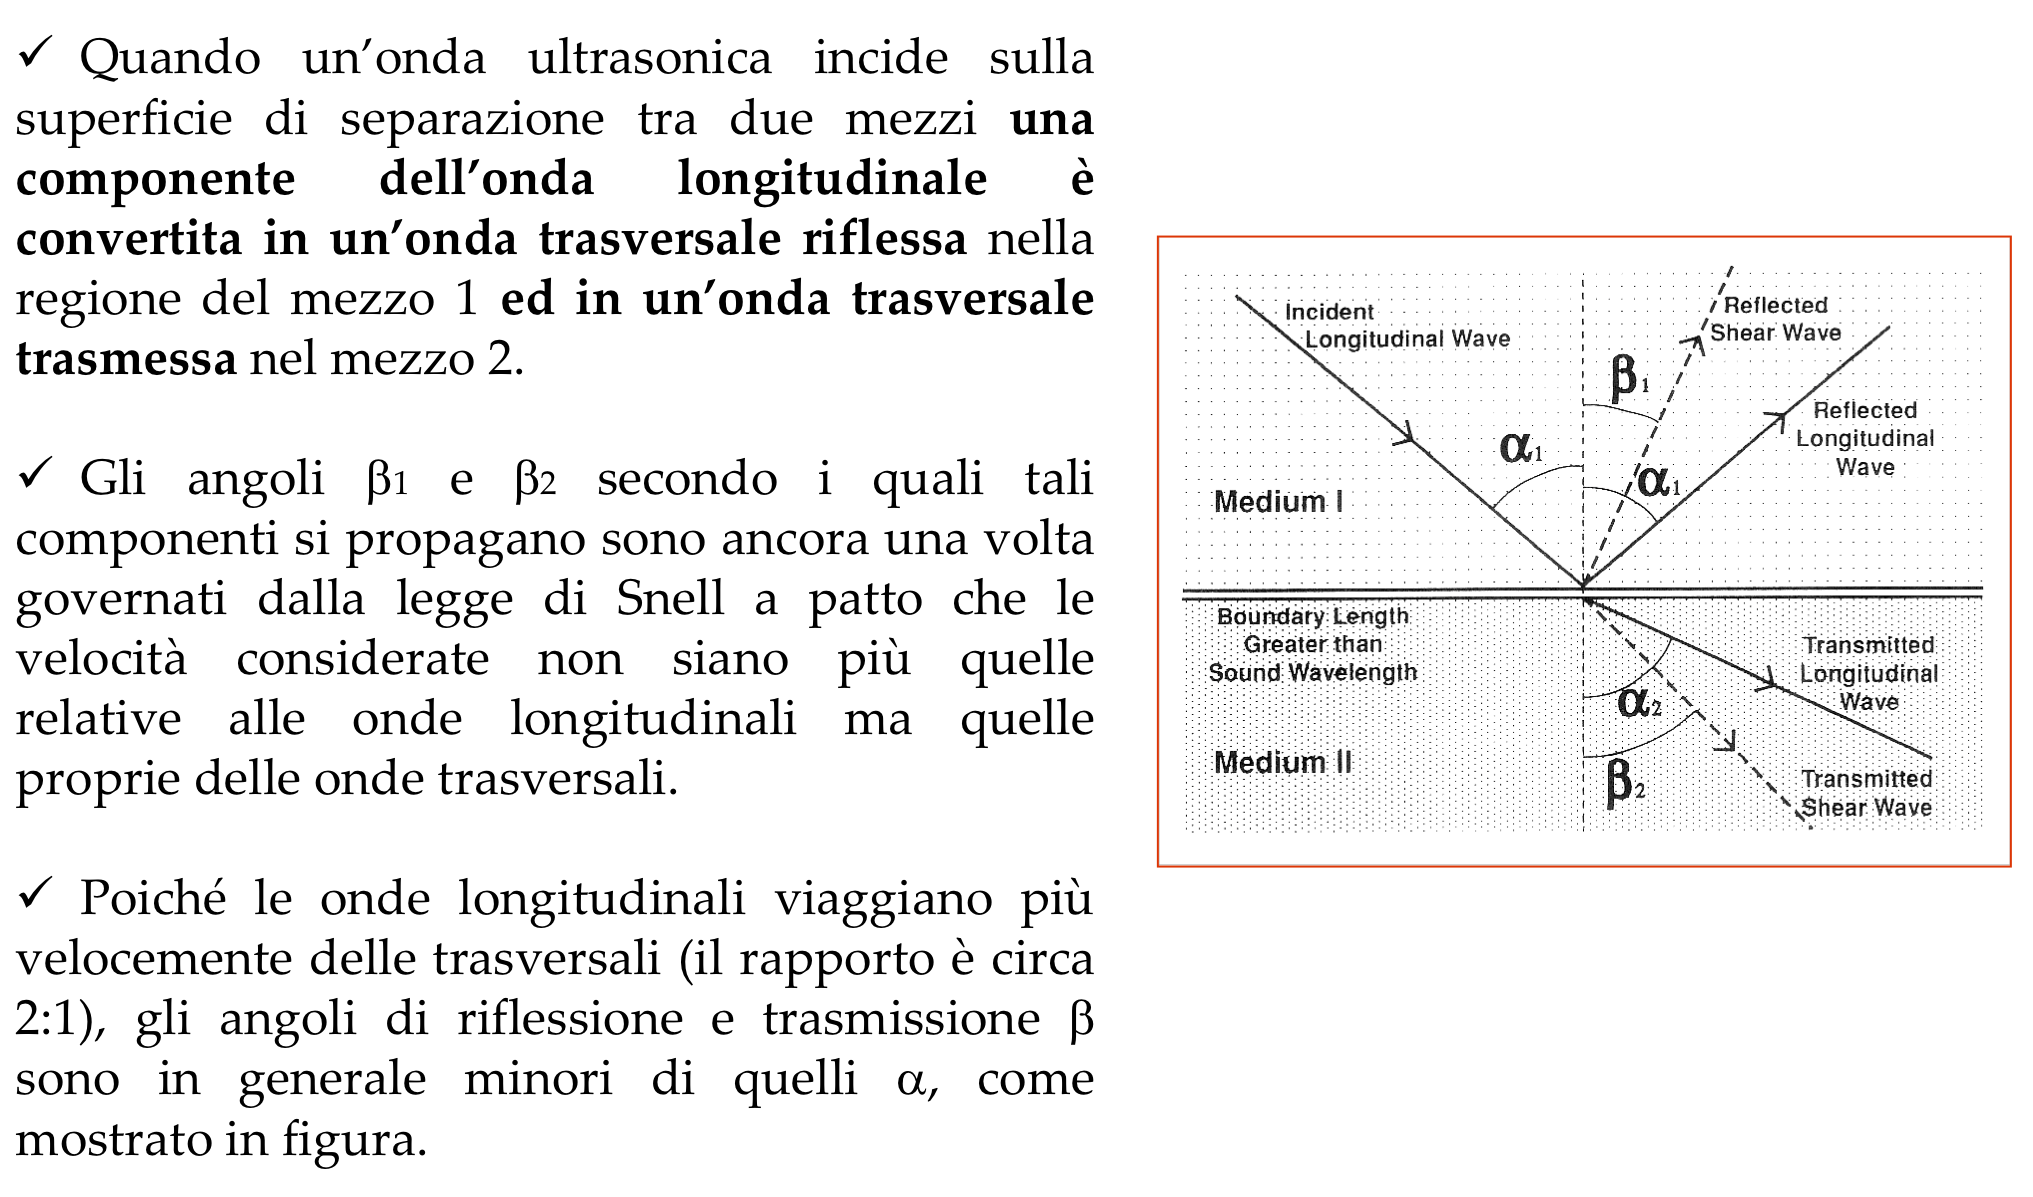 ✓ Quando un’onda ultrasonica incide sulla
superficie di separazione tra due mezzi una
componente dell’onda longitudinale è
convertita in un’onda trasversale riflessa nella
regione del mezzo 1 ed in un’onda trasversale
trasmessa nel mezzo 2.
✓ Gli angoli β1 e β2 secondo i quali tali
componenti si propagano sono ancora una volta
governati dalla legge di Snell a patto che le
velocità considerate non siano più quelle
relative alle onde longitudinali ma quelle
proprie delle onde trasversali.
✓ Poiché le onde longitudinali viaggiano più
velocemente delle trasversali (il rapporto è circa
2:1), gli angoli di riflessione e trasmissione β
sono in generale minori di quelli α, come
mostrato in figura.
Incident
Longitudinal Wave
Reflected
Shear Wave
β1
Reflected
Longitudinal
Wave
α1
α1
Medium I
Boundary Length
Greater than
Sound Wavelength
Transmitted
Longitudinal
Wave
α2
Medium II
β2
Transmitted
Shear Wave